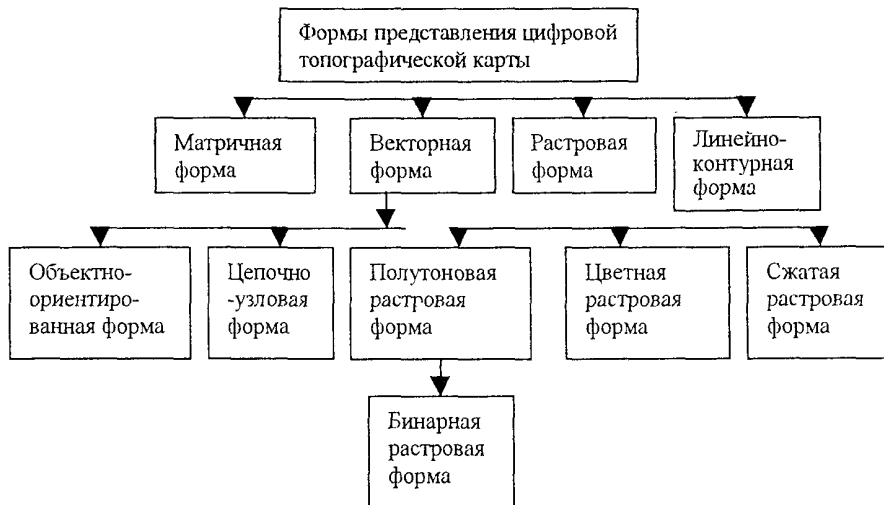 Формы представления цифровой
топографической карты
Матричная
форма
Векторная
форма
Растровая
форма
Линейно-
контурная
форма
Объектно-
ориентиро-
ванная форма
Цепочно
-узловая
форма
Полутоновая
растровая
форма
Цветная
растровая
форма
Сжатая
растровая
форма
Бинарная
растровая
форма